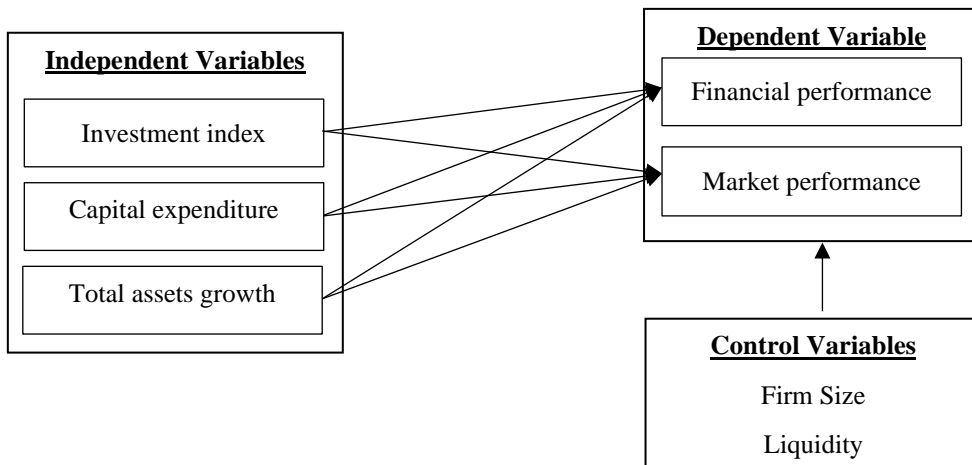 Independent Variables
Investment index
Capital expenditure
Total assets growth
Dependent Variable
Financial performance
Market performance
Control Variables
Firm Size
Liquidity